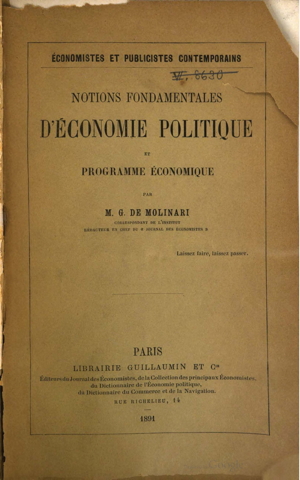 ÉCONOMISTES ET PUBLICISTES CONTEMPORAINS
NOTIONS FONDAMENTALES
D'ÉCONOMIE POLITIQUE
ET
PROGRAMME ÉCONOMIQUE
PAR
M. G. DE MOLINARI
CORRESPONDANT DE L'INSTITUT
RÉDACTEUR EN CHEF DU « JOURNAL DES ÉCONOMISTES ».
Laissez faire, laissez passer.
PARIS
LIBRAIRIE GUILLAUMIN ET Cie
Éditeurs du Journal des Économistes, de la Collection des principaux Économistes,
du Dictionnaire de l'Économie politique,
du Dictionnaire du Commerce et de la Navigation.
RUE RICHELIEU, 14
1891